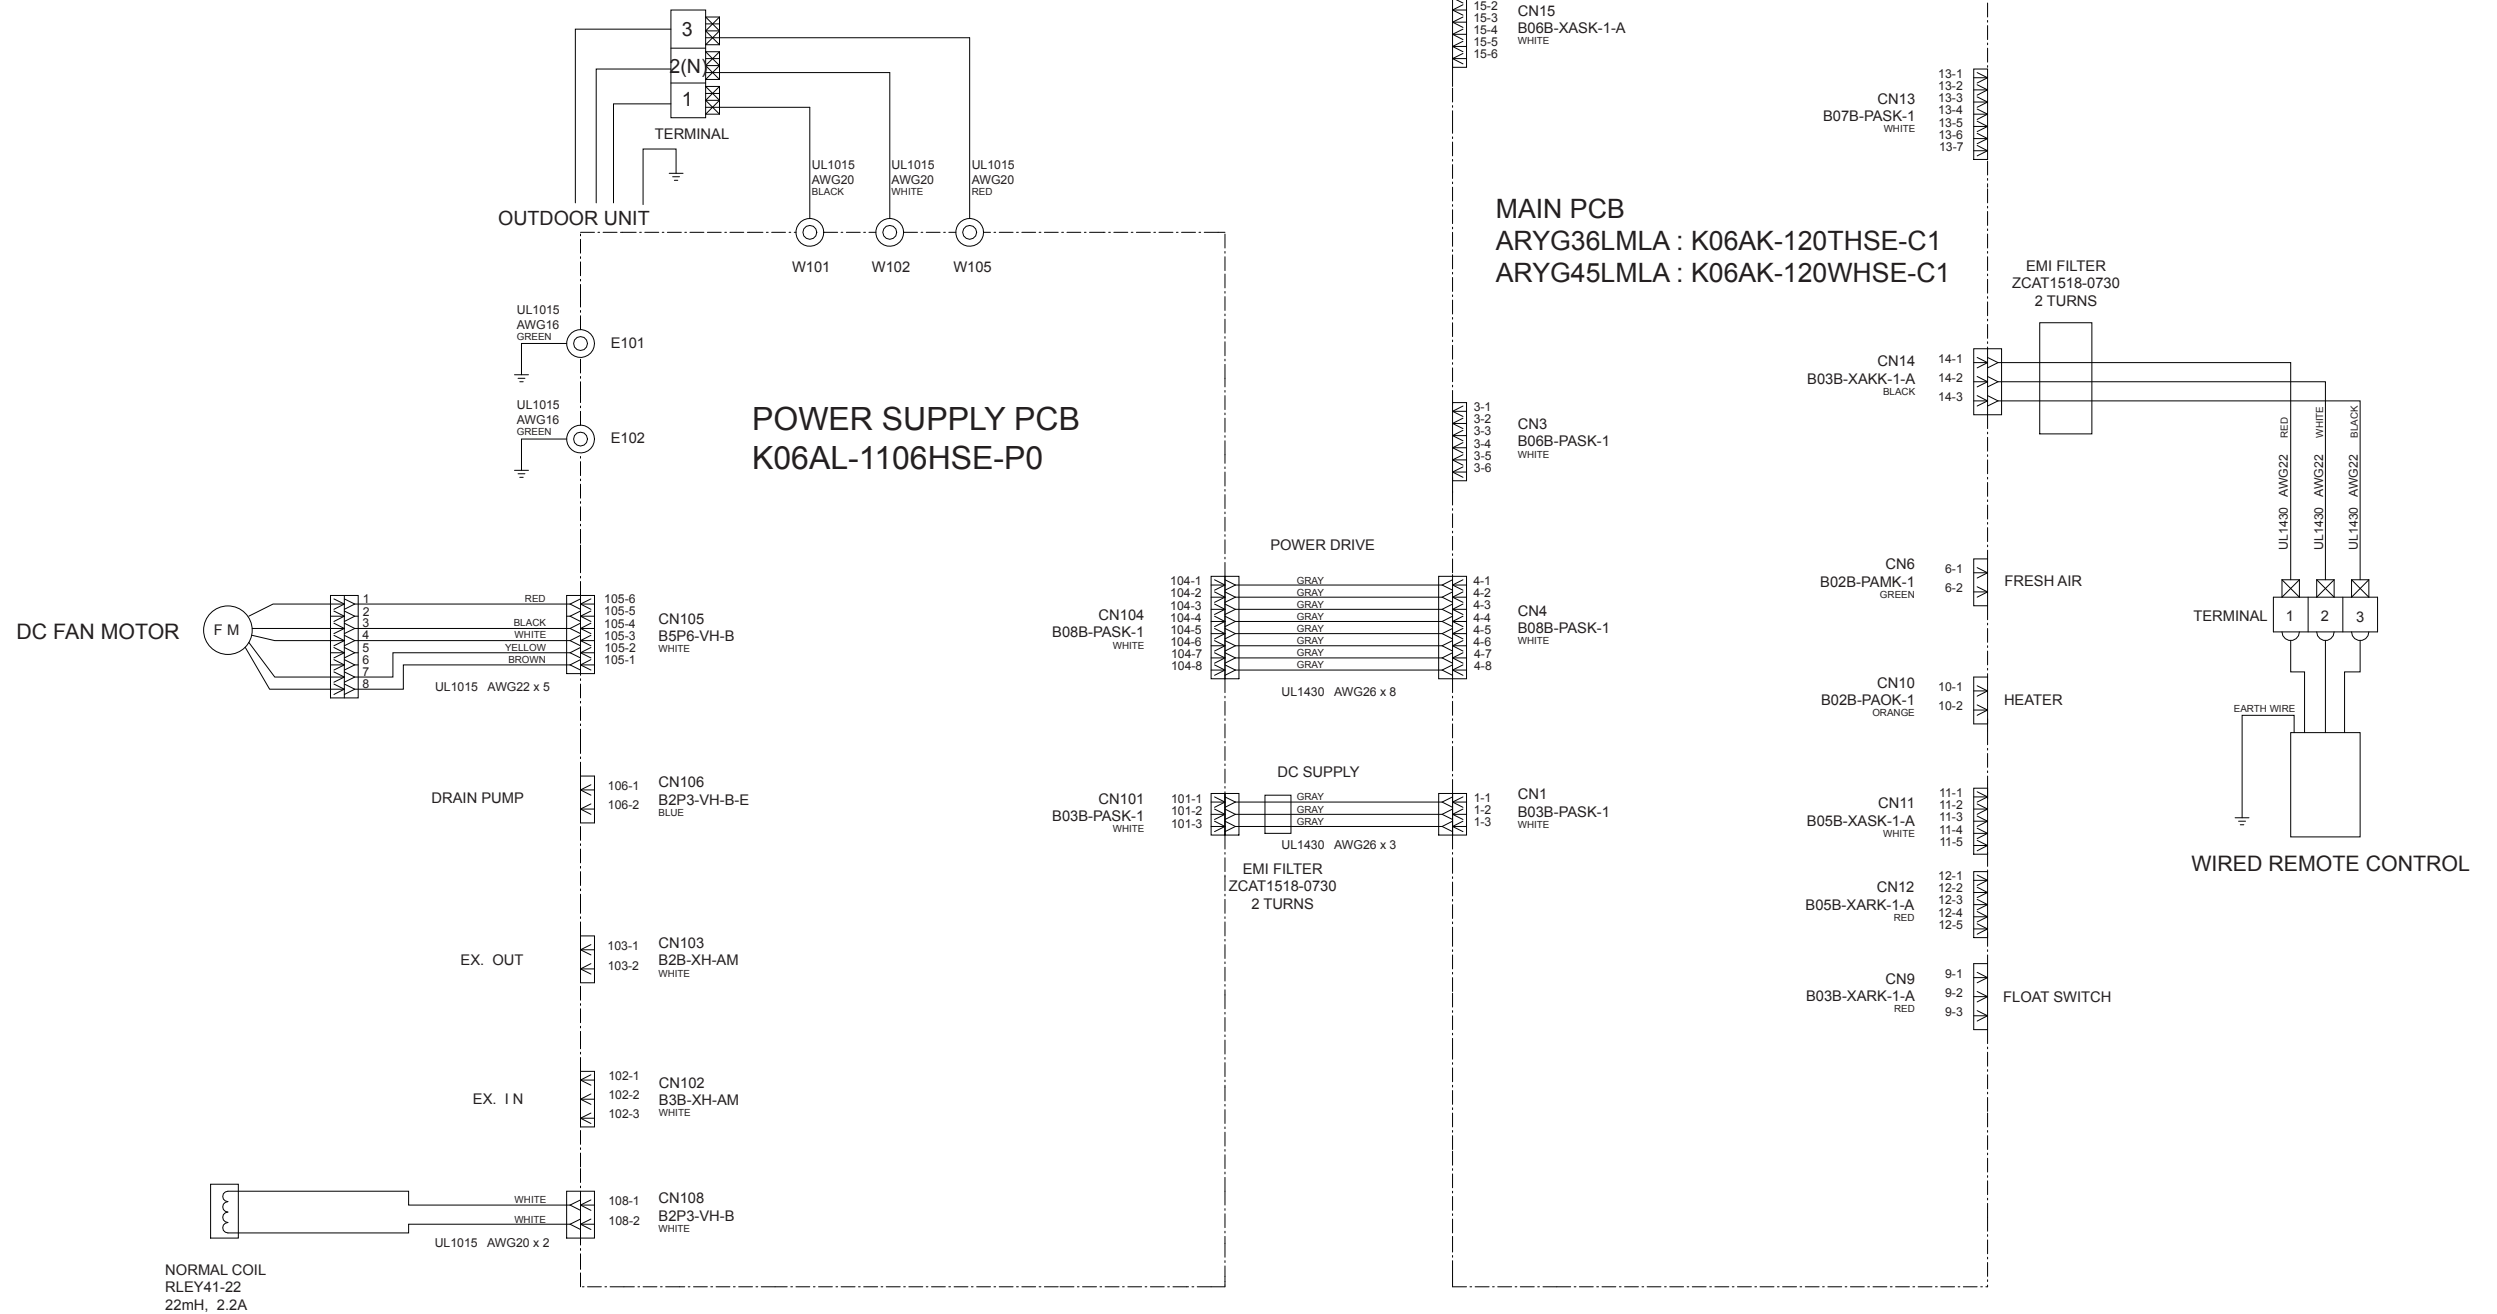 3
2(N)
1
TERMINAL
OUTDOOR UNIT
UL1015
AWG20
BLACK
UL1015
AWG20
WHITE
UL1015
AWG20
RED
W101
W102
W105
UL1015
AWG16
GREEN
E101
UL1015
AWG16
GREEN
E102
POWER SUPPLY PCB
K06AL-1106HSE-P0
DC FAN MOTOR
F M
1
2
3
4
5
6
7
8
RED
BLACK
WHITE
YELLOW
BROWN
UL1015 AWG22 x 5
105-6
105-5
105-4
105-3
105-2
105-1
CN105
B5P6-VH-B
WHITE
DRAIN PUMP
106-1
106-2
CN106
B2P3-VH-B-E
BLUE
EX. OUT
103-1
103-2
CN103
B2B-XH-AM
WHITE
EX. I N
102-1
102-2
102-3
CN102
B3B-XH-AM
WHITE
WHITE
WHITE
UL1015 AWG20 x 2
108-1
108-2
CN108
B2P3-VH-B
WHITE
NORMAL COIL
RLEY41-22
22mH, 2.2A
CN104
B08B-PASK-1
WHITE
104-1
104-2
104-3
104-4
104-5
104-6
104-7
104-8
POWER DRIVE
GRAY
GRAY
GRAY
GRAY
GRAY
GRAY
GRAY
GRAY
UL1430 AWG26 x 8
4-1
4-2
4-3
4-4
4-5
4-6
4-7
4-8
CN4
B08B-PASK-1
WHITE
CN101
B03B-PASK-1
WHITE
101-1
101-2
101-3
DC SUPPLY
GRAY
GRAY
GRAY
UL1430 AWG26 x 3
EMI FILTER
ZCAT1518-0730
2 TURNS
1-1
1-2
1-3
CN1
B03B-PASK-1
WHITE
15-2
15-3
15-4
15-5
15-6
CN15
B06B-XASK-1-A
WHITE
CN13
B07B-PASK-1
WHITE
13-1
13-2
13-3
13-4
13-5
13-6
13-7
MAIN PCB
ARYG36LMLA : K06AK-120THSE-C1
ARYG45LMLA : K06AK-120WHSE-C1
3-1
3-2
3-3
3-4
3-5
3-6
CN3
B06B-PASK-1
WHITE
EMI FILTER
ZCAT1518-0730
2 TURNS
CN14
B03B-XAKK-1-A
BLACK
14-1
14-2
14-3
UL1430 AWG22 RED
UL1430 AWG22 WHITE
UL1430 AWG22 BLACK
CN6
B02B-PAMK-1
GREEN
6-1
6-2
FRESH AIR
TERMINAL
1
2
3
CN10
B02B-PAOK-1
ORANGE
10-1
10-2
HEATER
EARTH WIRE
WIRED REMOTE CONTROL
CN11
B05B-XASK-1-A
WHITE
11-1
11-2
11-3
11-4
11-5
CN12
B05B-XARK-1-A
RED
12-1
12-2
12-3
12-4
12-5
CN9
B03B-XARK-1-A
RED
9-1
9-2
9-3
FLOAT SWITCH